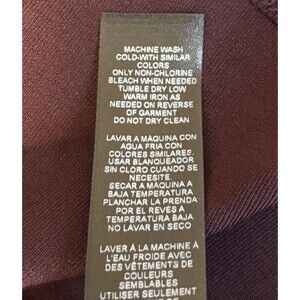 MACHINE WASH
COLD-WITH SIMILAR
COLORS
ONLY NON-CHLORINE
BLEACH WHEN NEEDED
TUMBLE DRY LOW
WARM IRON AS
NEEDED ON REVERSE
OF GARMENT
DO NOT DRY CLEAN
LAVAR A MAQUINA CON
AGUA FRIA CON
COLORES SIMILARES.
USAR BLANQUEADOR
SIN CLORO CUANDO SE
NECESITE.
SECAR A MAQUINA A
BAJA TEMPERATURA
PLANCHAR LA PRENDA
POR EL REVES A
TEMPERATURA BAJA
NO LAVAR EN SECO
LAVER À LA MACHINE À
L'EAU FROIDE AVEC
DES VÊTEMENTS DE
COULEURS
SEMBLABLES
UTILISER SEULEMENT